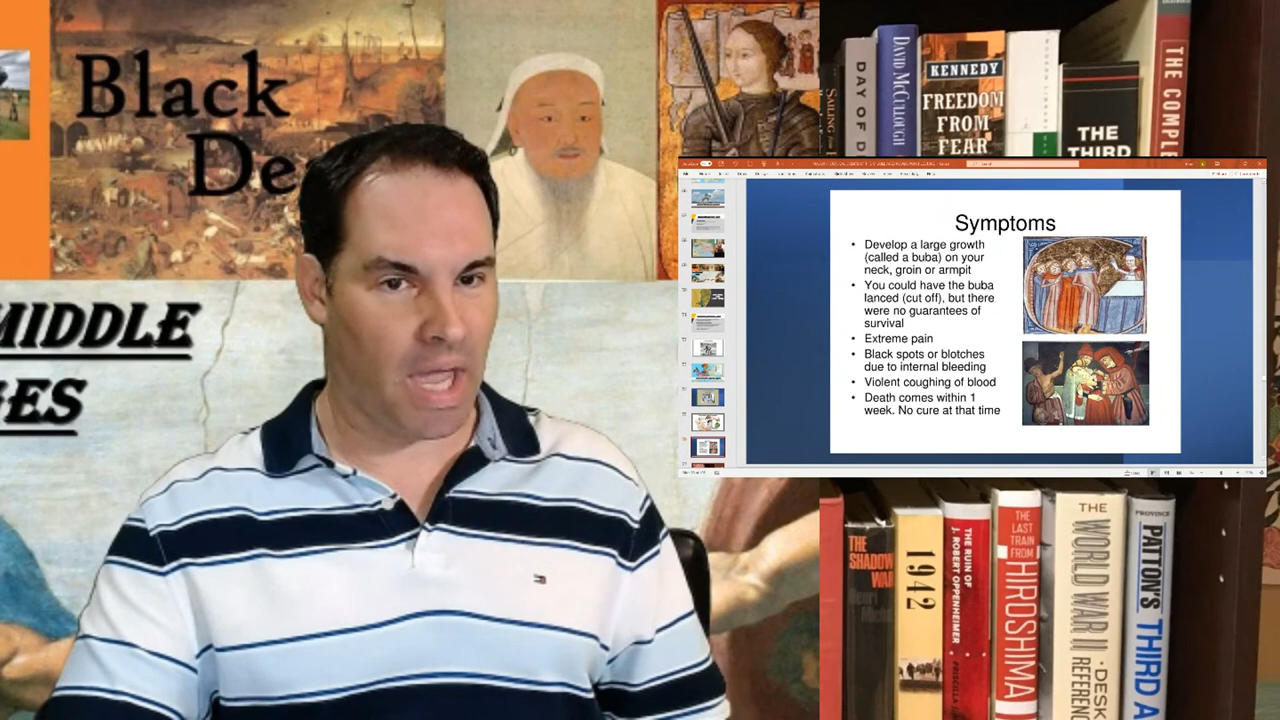 Black
De
MIDDLE
GES
DAY OF D
DAVID McCULLOUGH
KENNEDY
FREEDOM
FROM
FEAR
THE
THIRD
THE COMPLE
Symptoms
• Develop a large growth
(called a buba) on your
neck, groin or armpit
• You could have the buba
lanced (cut off), but there
were no guarantees of
survival
• Extreme pain
• Black spots or blotches
due to internal bleeding
• Violent coughing of blood
• Death comes within 1
week. No cure at that time
THE
SHADOW
WAR
1942
THE RUIN OF
J. ROBERT OPPENHEIMER
THE
LAST
TRAIN
FROM
HIROSHIMA
THE
WORLD WAR II
• DESK
REFERENC
PROVINCE
PATTON'S THIRD A